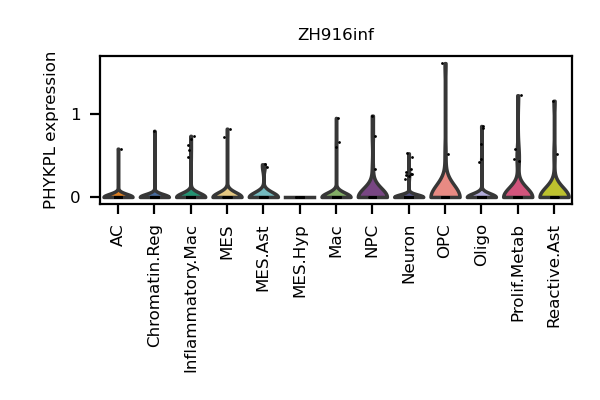 ZH916inf
PHYKPL expression
1
0
AC
Chromatin.Reg
Inflammatory.Mac
MES
MES.Ast
MES.Hyp
Mac
NPC
Neuron
OPC
Oligo
Prolif.Metab
Reactive.Ast